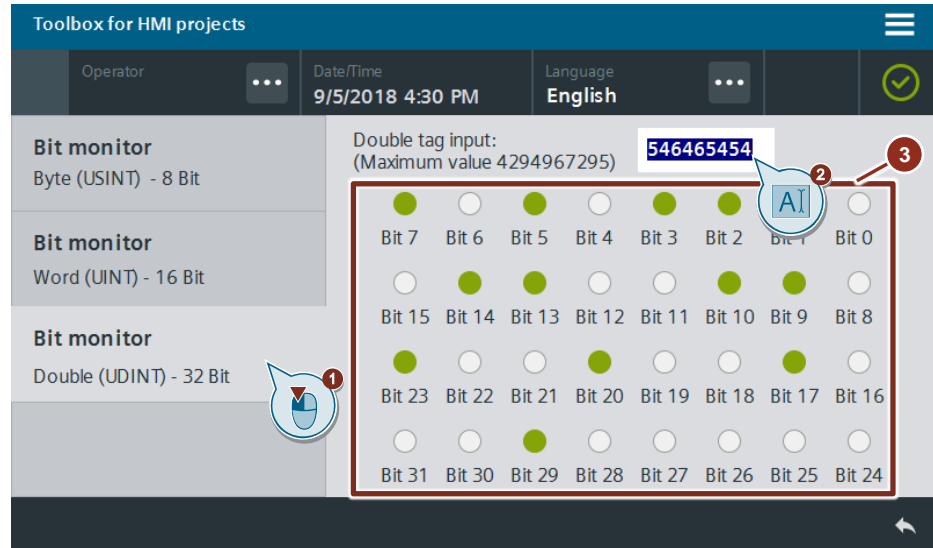 Toolbox for HMI projects
Operator
Date/Time
9/5/2018 4:30 PM
Language
English
Bit monitor
Byte (USINT) - 8 Bit
Bit monitor
Word (UINT) - 16 Bit
Bit monitor
Double (UDINT) - 32 Bit
1
Double tag input:
(Maximum value 4294967295)
546465454
2
A
3
Bit 7 Bit 6 Bit 5 Bit 4 Bit 3 Bit 2 Bit 1 Bit 0
Bit 15 Bit 14 Bit 13 Bit 12 Bit 11 Bit 10 Bit 9 Bit 8
Bit 23 Bit 22 Bit 21 Bit 20 Bit 19 Bit 18 Bit 17 Bit 16
Bit 31 Bit 30 Bit 29 Bit 28 Bit 27 Bit 26 Bit 25 Bit 24